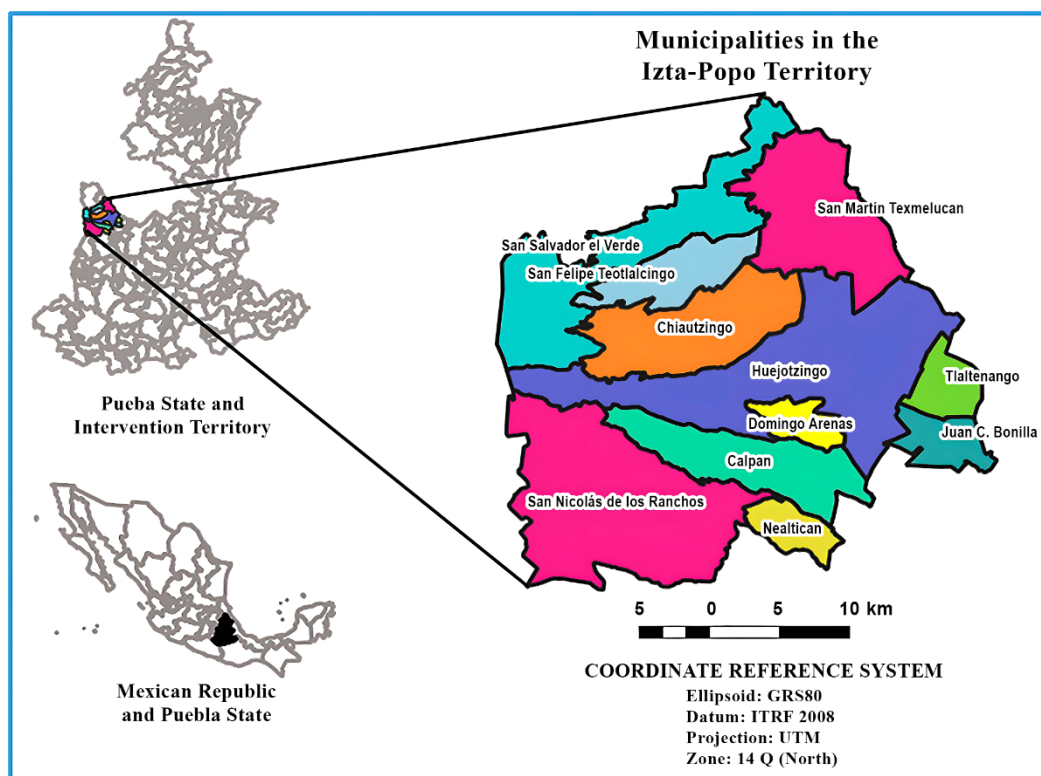 Municipalities in the
Izta-Popo Territory
San Martín Texmelucan
San Salvador el Verde
San Felipe Teotlalcingo
Chiautzingo
Huejotzingo
Tlaltenango
Domingo Arenas
Juan C. Bonilla
Calpan
San Nicolás de los Ranchos
Nealtican
Pueba State and
Intervention Territory
Mexican Republic
and Puebla State
5 0 5 10 km
COORDINATE REFERENCE SYSTEM
Ellipsoid: GRS80
Datum: ITRF 2008
Projection: UTM
Zone: 14 Q (North)